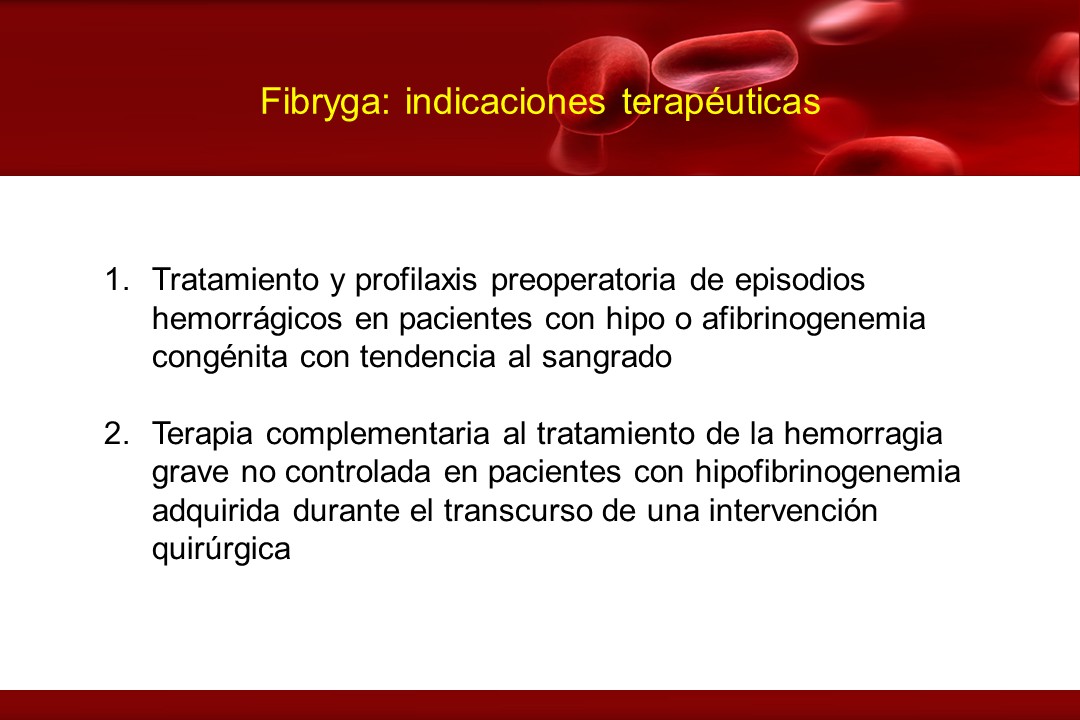 Fibryga: indicaciones terapéuticas
1. Tratamiento y profilaxis preoperatoria de episodios
hemorrágicos en pacientes con hipo o afibrinogenemia
congénita con tendencia al sangrado
2. Terapia complementaria al tratamiento de la hemorragia
grave no controlada en pacientes con hipofibrinogenemia
adquirida durante el transcurso de una intervención
quirúrgica